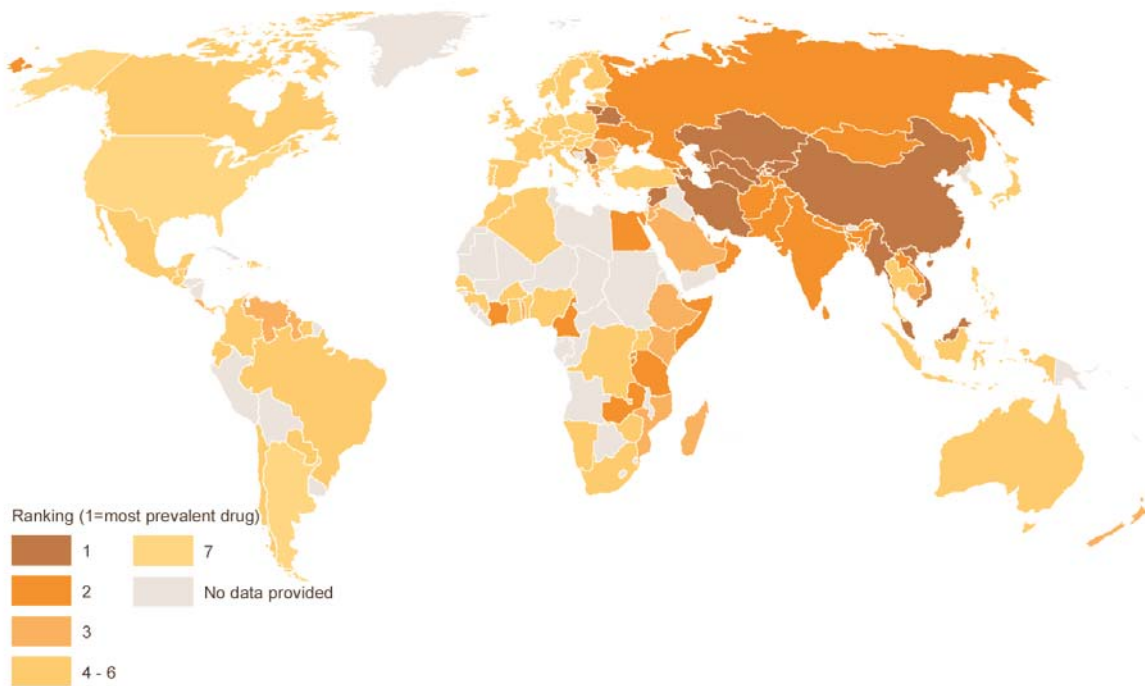 Ranking (1=most prevalent drug)
1
7
2
No data provided
3
4 - 6